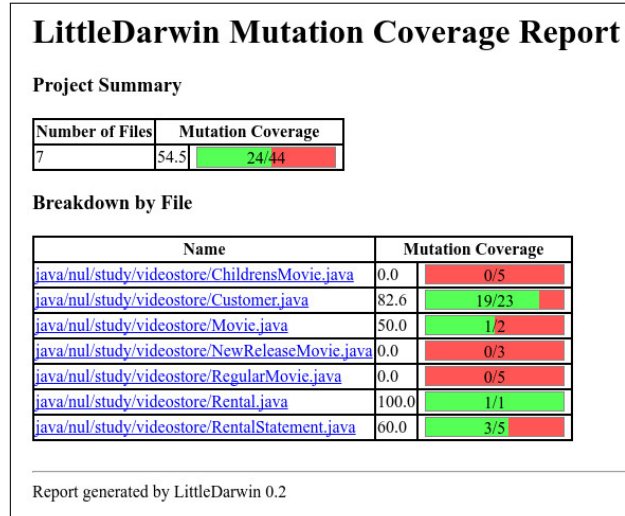 LittleDarwin Mutation Coverage Report
Project Summary
Number of Files Mutation Coverage
7 54.5 24/44
Breakdown by File
Name Mutation Coverage
java/nul/study/videostore/ChildrensMovie.java 0.0 0/5
java/nul/study/videostore/Customer.java 82.6 19/23
java/nul/study/videostore/Movie.java 50.0 1/2
java/nul/study/videostore/NewReleaseMovie.java 0.0 0/3
java/nul/study/videostore/RegularMovie.java 0.0 0/5
java/nul/study/videostore/Rental.java 100.0 1/1
java/nul/study/videostore/RentalStatement.java 60.0 3/5
Report generated by LittleDarwin 0.2